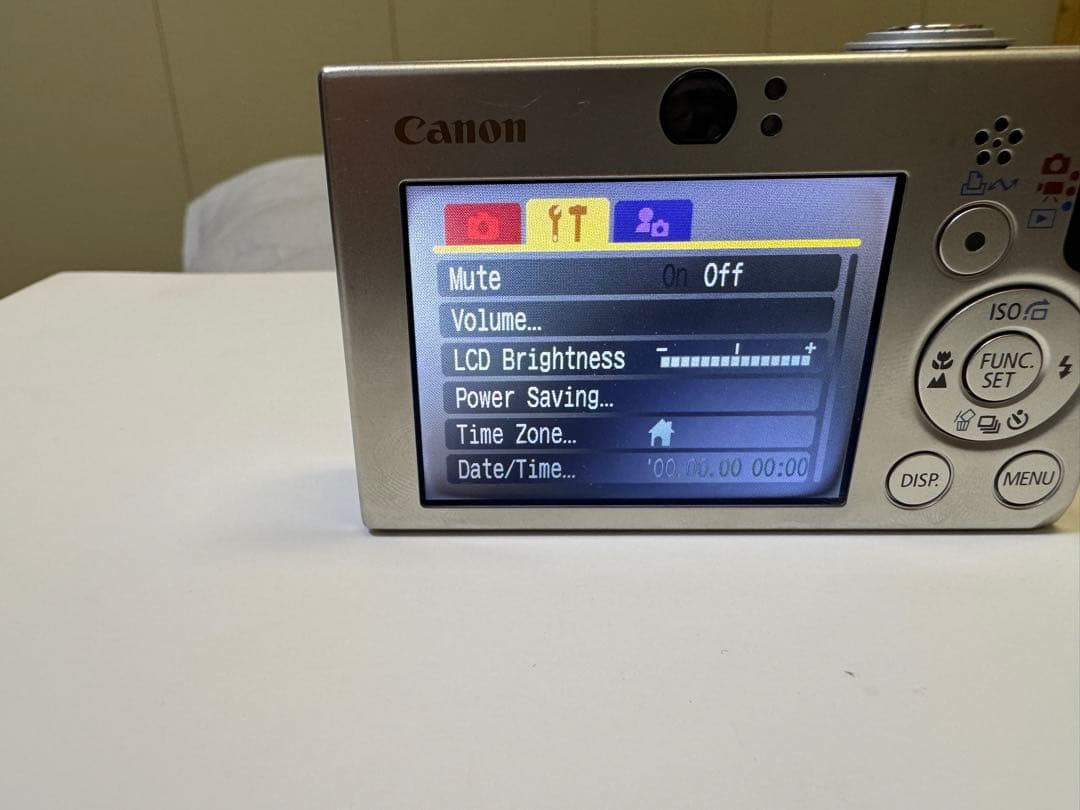 Canon
Mute On Off
Volume...
LCD Brightness - +
Power Saving...
Time Zone...
Date/Time... '00.00.00 00:00
ISO
FUNC.
SET
DISP.
MENU